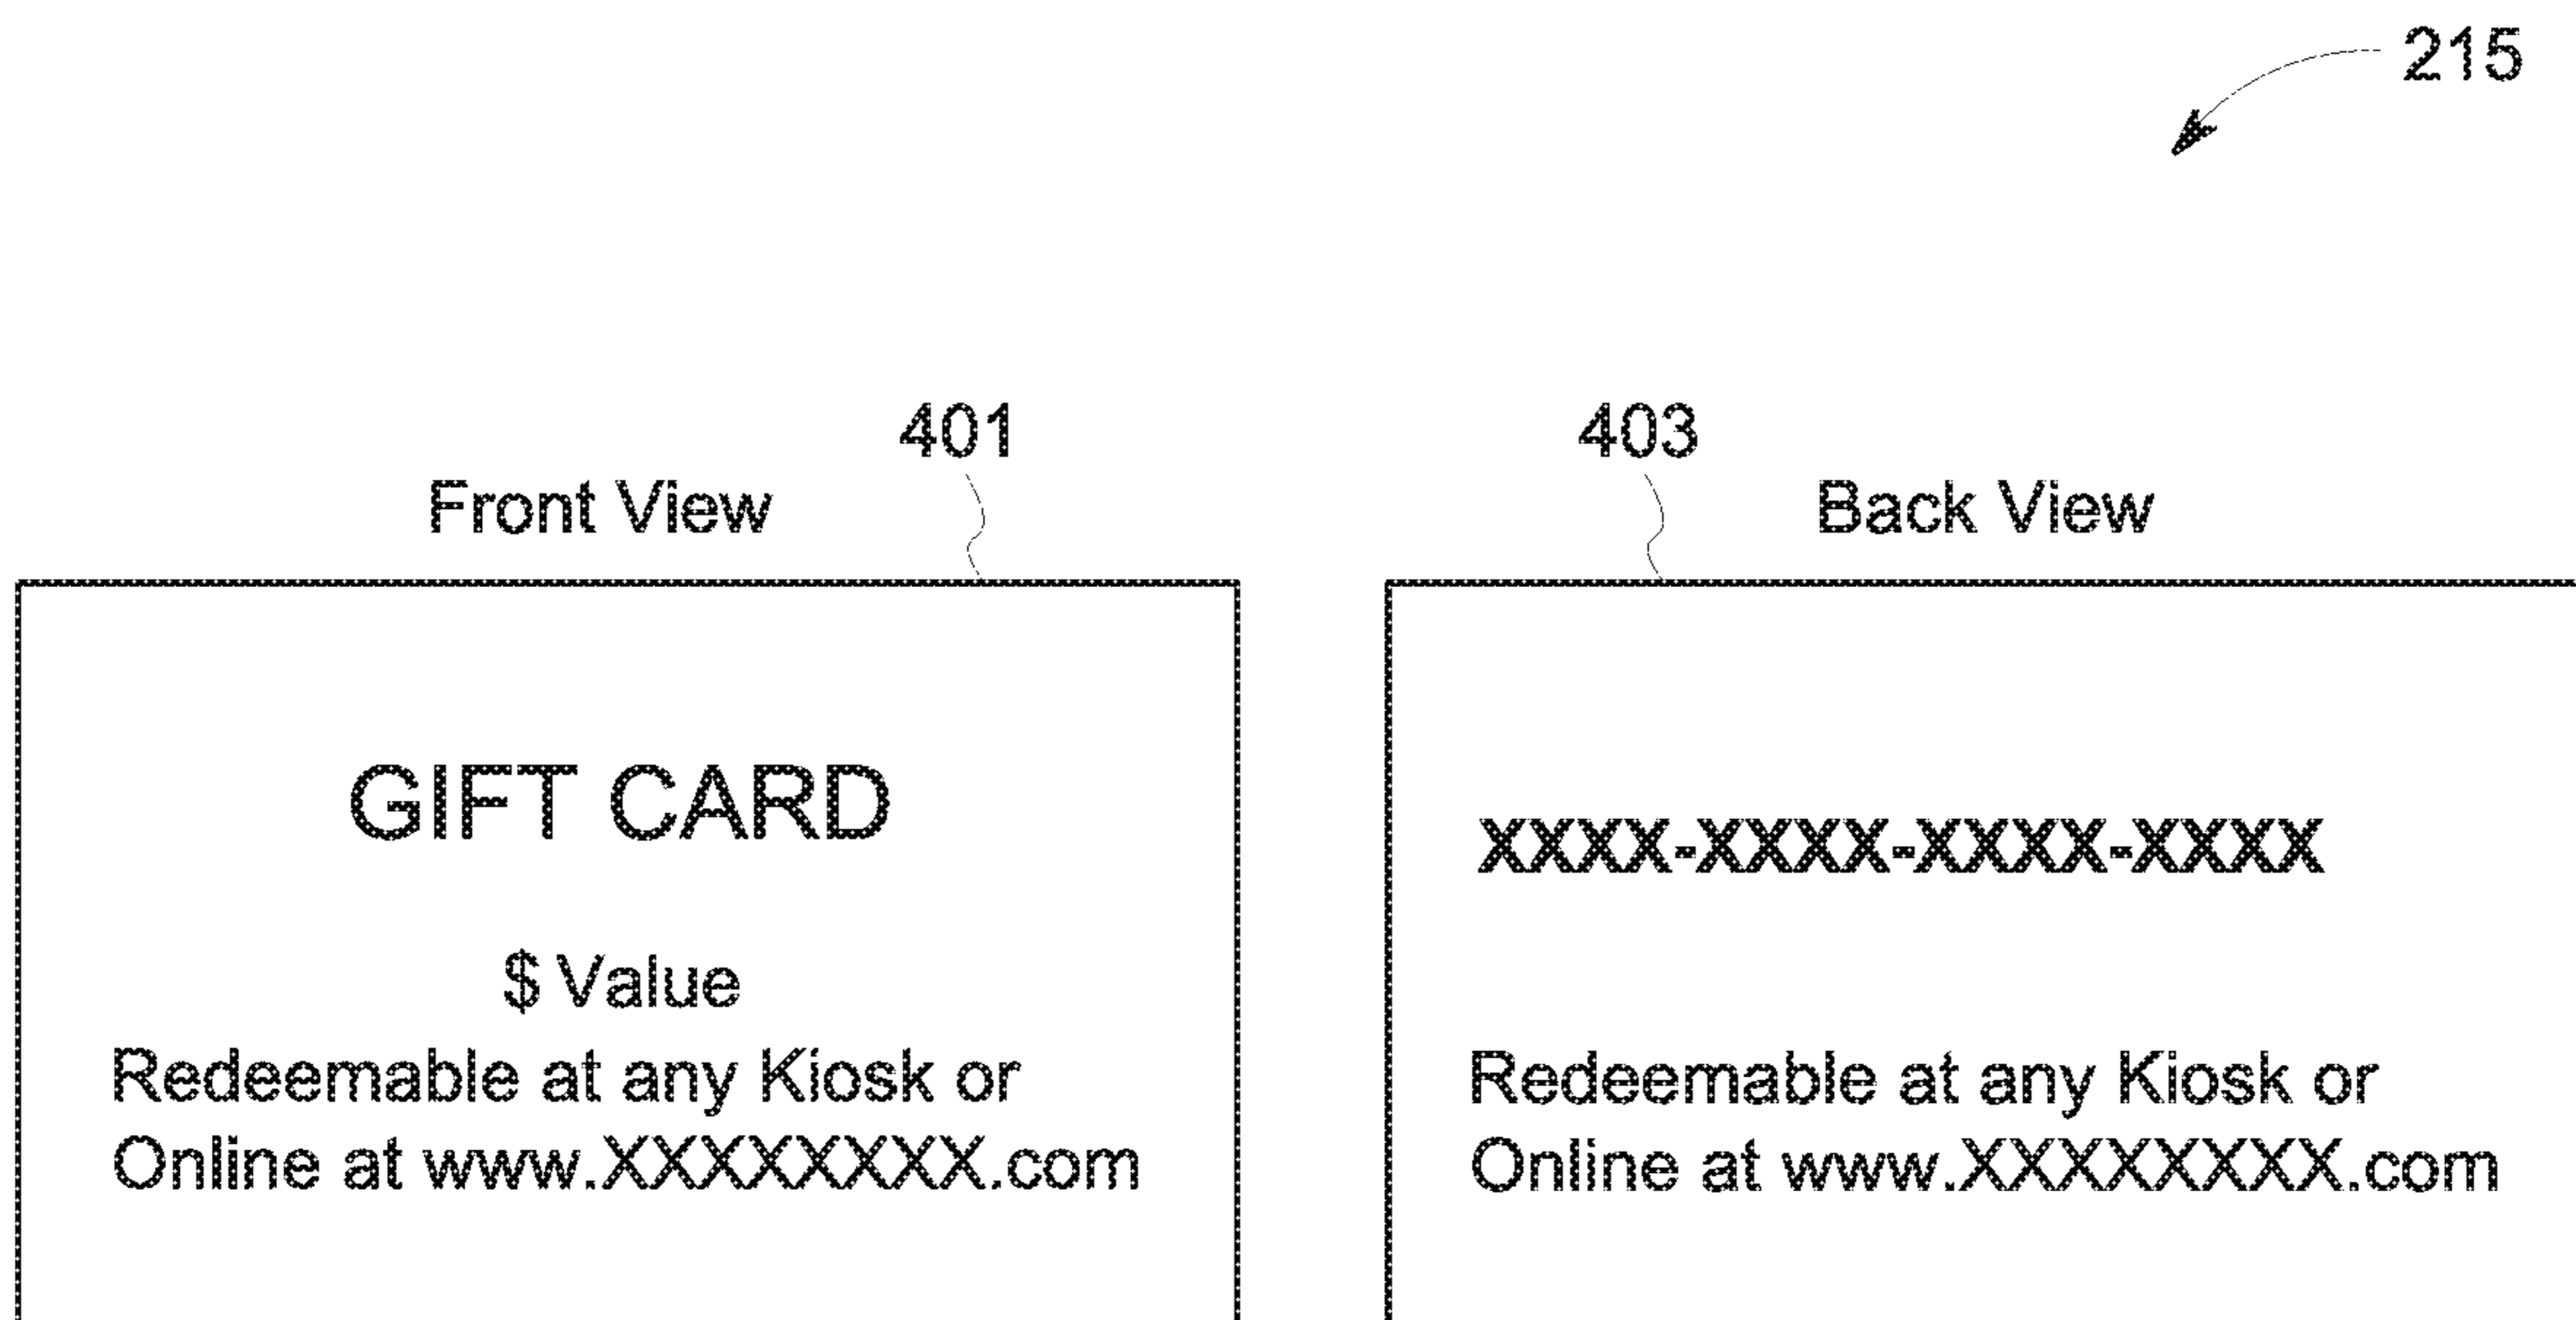 215
401
403
Front View
Back View
GIFT CARD
$ Value
Redeemable at any Kiosk or
Online at www.XXXXXXXX.com
XXXX-XXXX-XXXX-XXXX
Redeemable at any Kiosk or
Online at www.XXXXXXXX.com